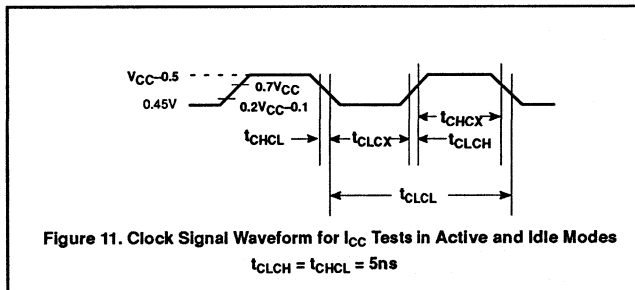 VCC–0.5
0.7VCC
0.45V
0.2VCC–0.1
tCHCX
tCHCL
tCLCX
tCLCH
tCLCL
Figure 11. Clock Signal Waveform for ICC Tests in Active and Idle Modes
tCLCH = tCHCL = 5ns